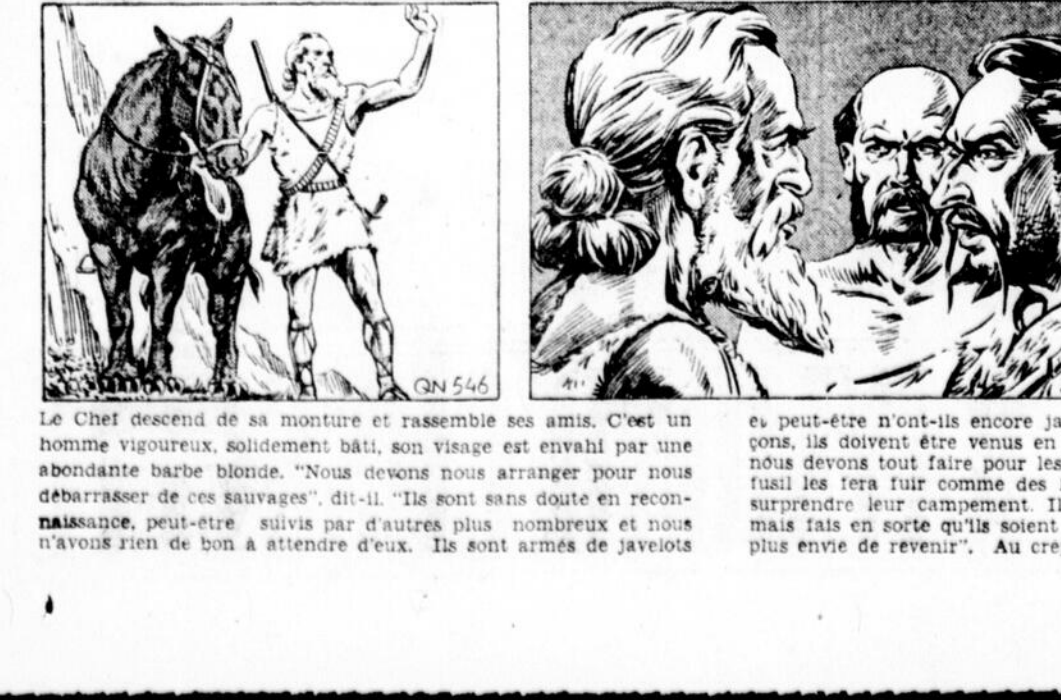 QN 546
Le Chef descend de sa monture et rassemble ses amis. C'est un
homme vigoureux, solidement bâti, son visage est envahi par une
abondante barbe blonde. "Nous devons nous arranger pour nous
débarrasser de ces sauvages", dit-il. "Ils sont sans doute en recon-
naissance, peut-etre suivis par d'autres plus nombreux et nous
n'avons rien de bon à attendre d'eux. Ils sont armés de javelots
et peut-être n'ont-ils encore ja
çons, ils doivent être venus en
nous devons tout faire pour les
fusil les fera fuir comme des
surprendre leur campement.
mais fais en sorte qu'ils soient
plus envie de revenir". Au cre